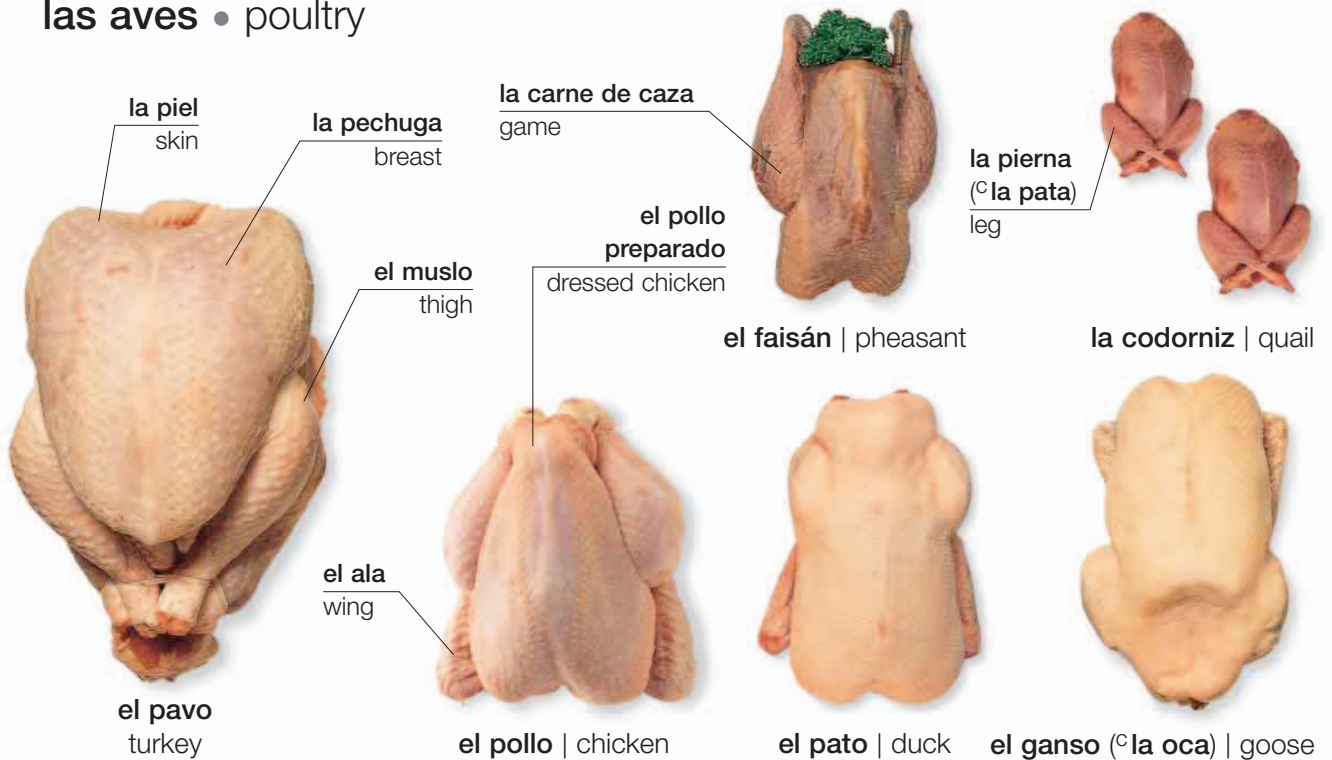 las aves • poultry
la piel
skin
la pechuga
breast
el muslo
thigh
el pavo
turkey
la carne de caza
game
el pollo
preparado
dressed chicken
el ala
wing
el pollo | chicken
el faisán | pheasant
la pierna
(ᶜla pata)
leg
la codorniz | quail
el pato | duck
el ganso (ᶜla oca) | goose